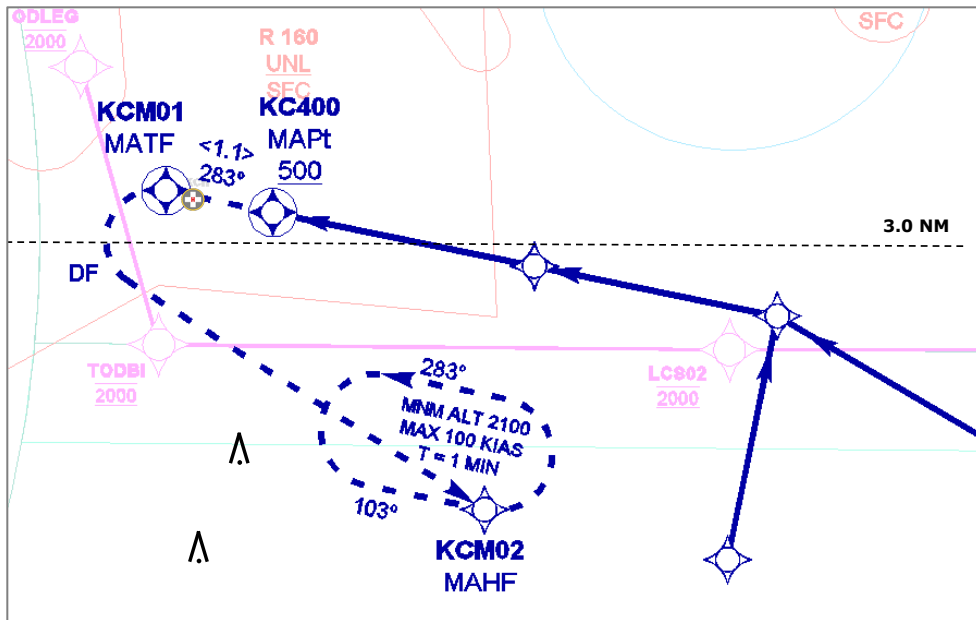 ODLEG
2000
SFC
R 160
UNL
SFC
KCM01
MATF
<1.1>
283°
KC400
MAPt
500
3.0 NM
DF
TODBI
2000
LC802
2000
283°
MNM ALT 2100
MAX 100 KIAS
T = 1 MIN
103°
KCM02
MAHF